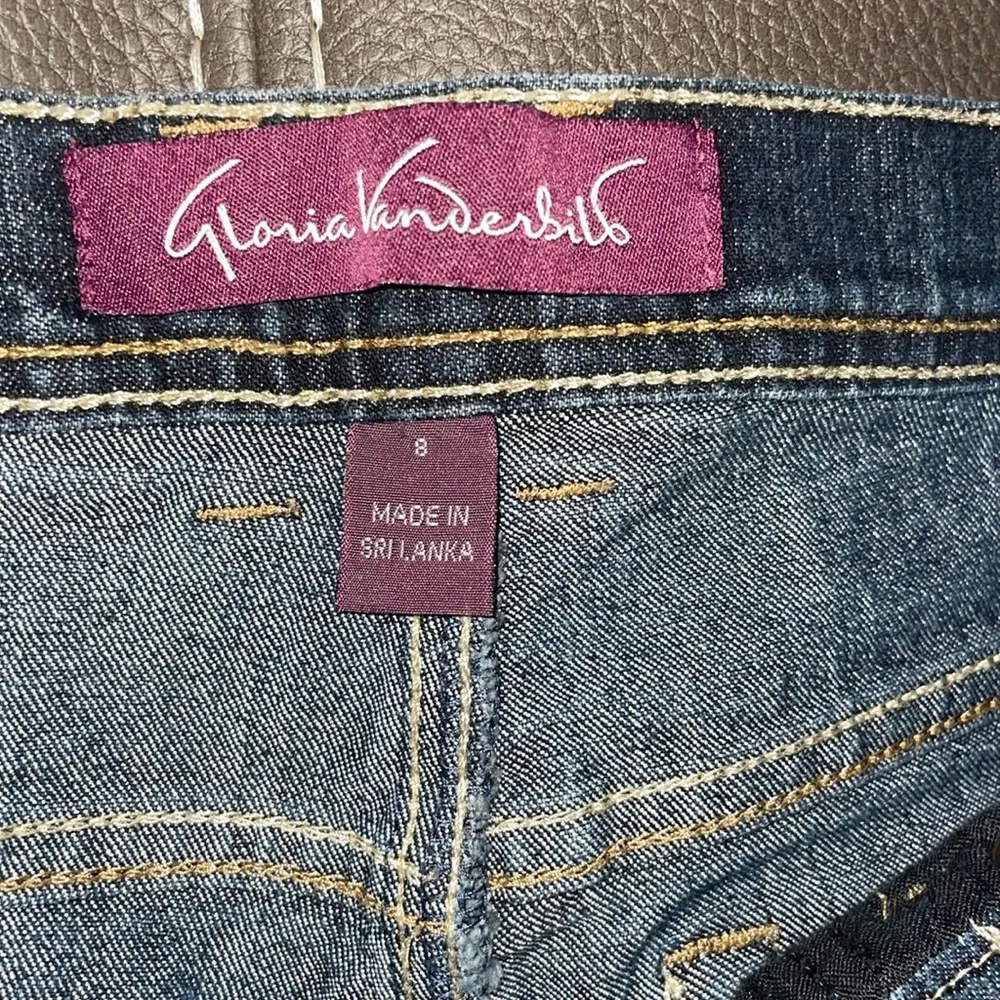 Gloria Vanderbilt
8
MADE IN
SRI LANKA